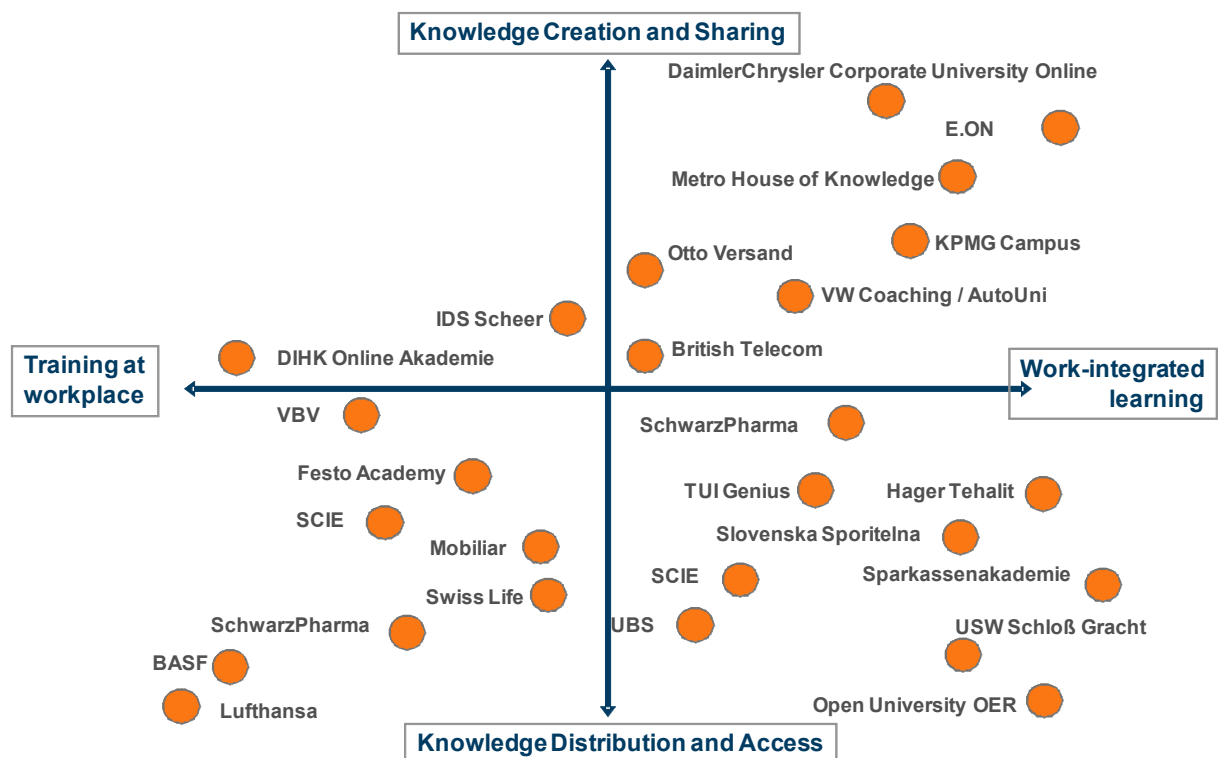 Knowledge Creation and Sharing
DaimlerChrysler Corporate University Online
E.ON
Metro House of Knowledge
KPMG Campus
Otto Versand
VW Coaching / AutoUni
IDS Scheer
British Telecom
DIHK Online Akademie
Training at
workplace
Work-integrated
learning
VBV
SchwarzPharma
Festo Academy
TUI Genius
Hager Tehalit
SCIE
Slovenska Sporitelna
Mobiliar
SCIE
Sparkassenakademie
Swiss Life
SchwarzPharma
UBS
USW Schloß Gracht
BASF
Lufthansa
Open University OER
Knowledge Distribution and Access